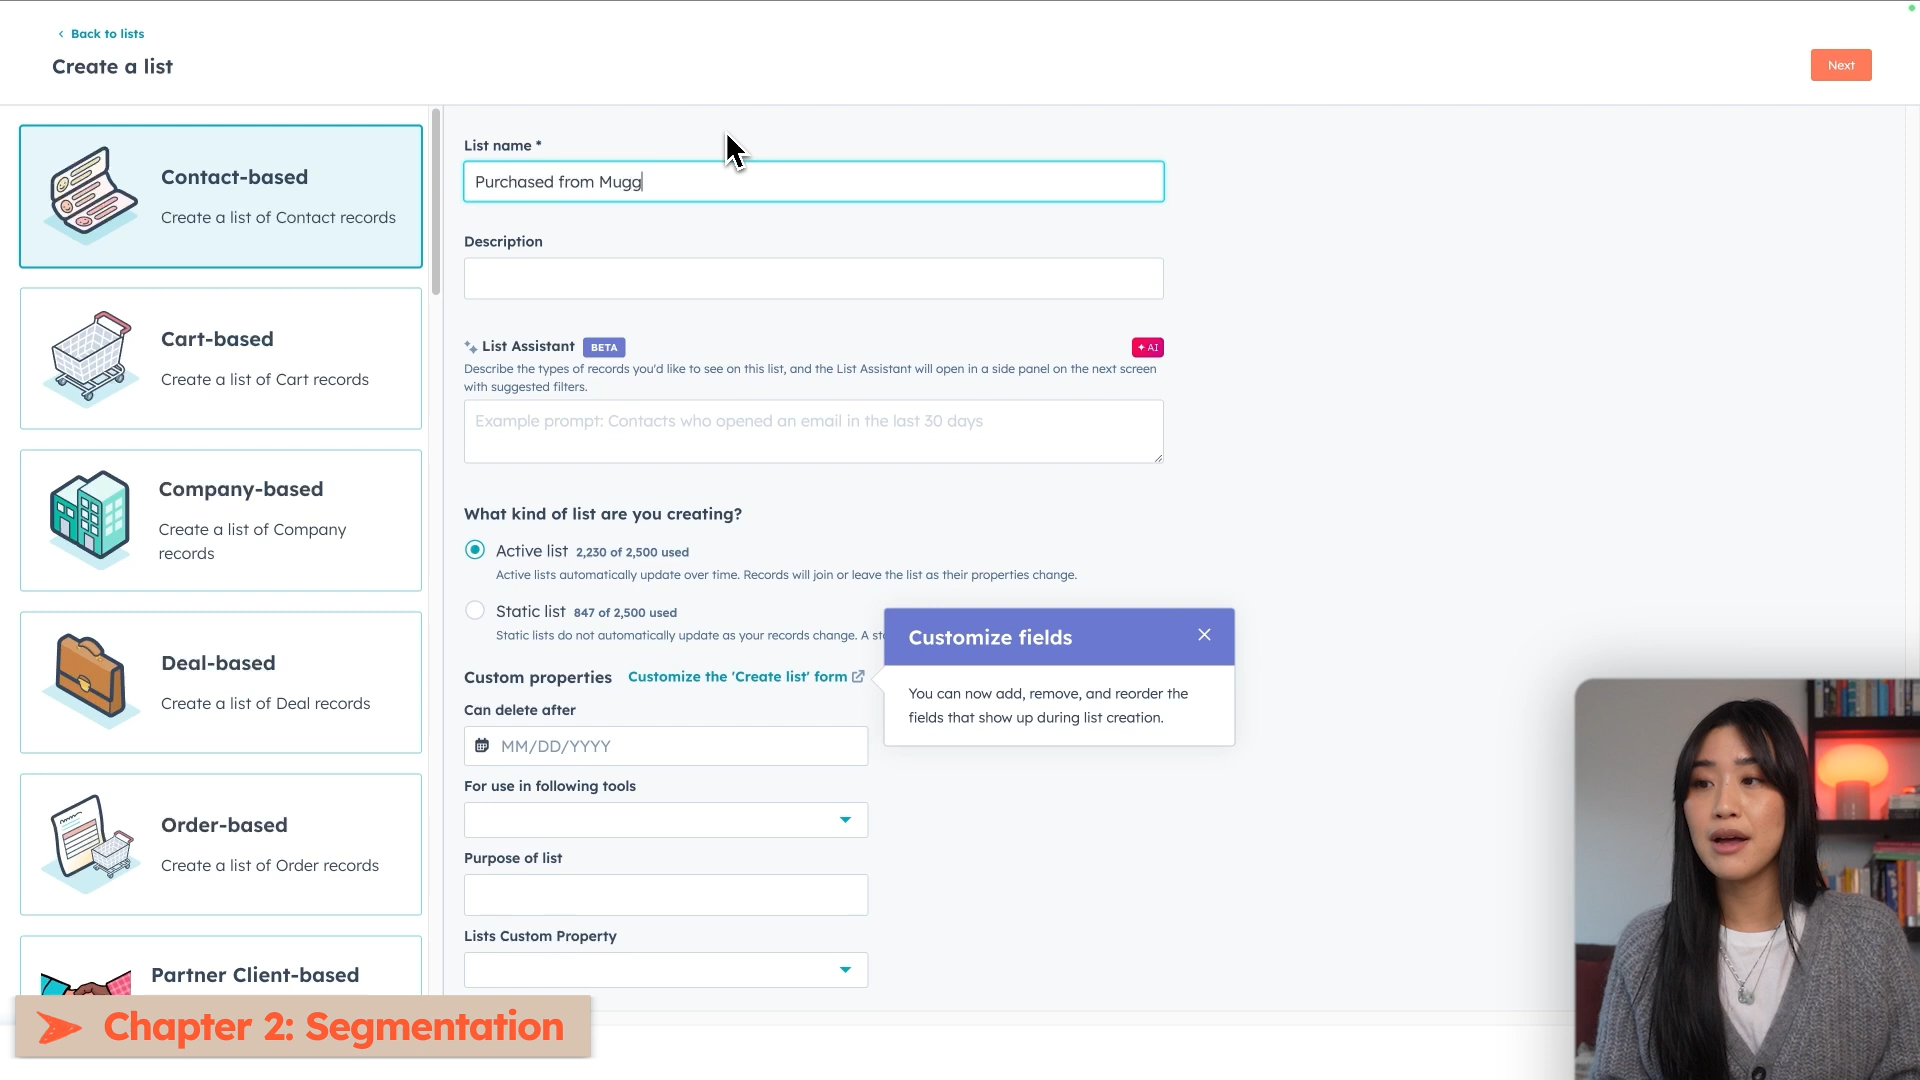 Back to lists
Create a list
Next
Contact-based
Create a list of Contact records
Cart-based
Create a list of Cart records
Company-based
Create a list of Company
records
Deal-based
Create a list of Deal records
Order-based
Create a list of Order records
Partner Client-based
List name *
Purchased from Mugg
Description
List Assistant BETA
AI
Describe the types of records you'd like to see on this list, and the List Assistant will open in a side panel on the next screen
with suggested filters.
Example prompt: Contacts who opened an email in the last 30 days
What kind of list are you creating?
Active list 2,230 of 2,500 used
Active lists automatically update over time. Records will join or leave the list as their properties change.
Static list 847 of 2,500 used
Static lists do not automatically update as your records change. A st
Custom properties Customize the 'Create list' form
Can delete after
MM/DD/YYYY
For use in following tools
Purpose of list
Lists Custom Property
Customize fields
You can now add, remove, and reorder the
fields that show up during list creation.
Chapter 2: Segmentation